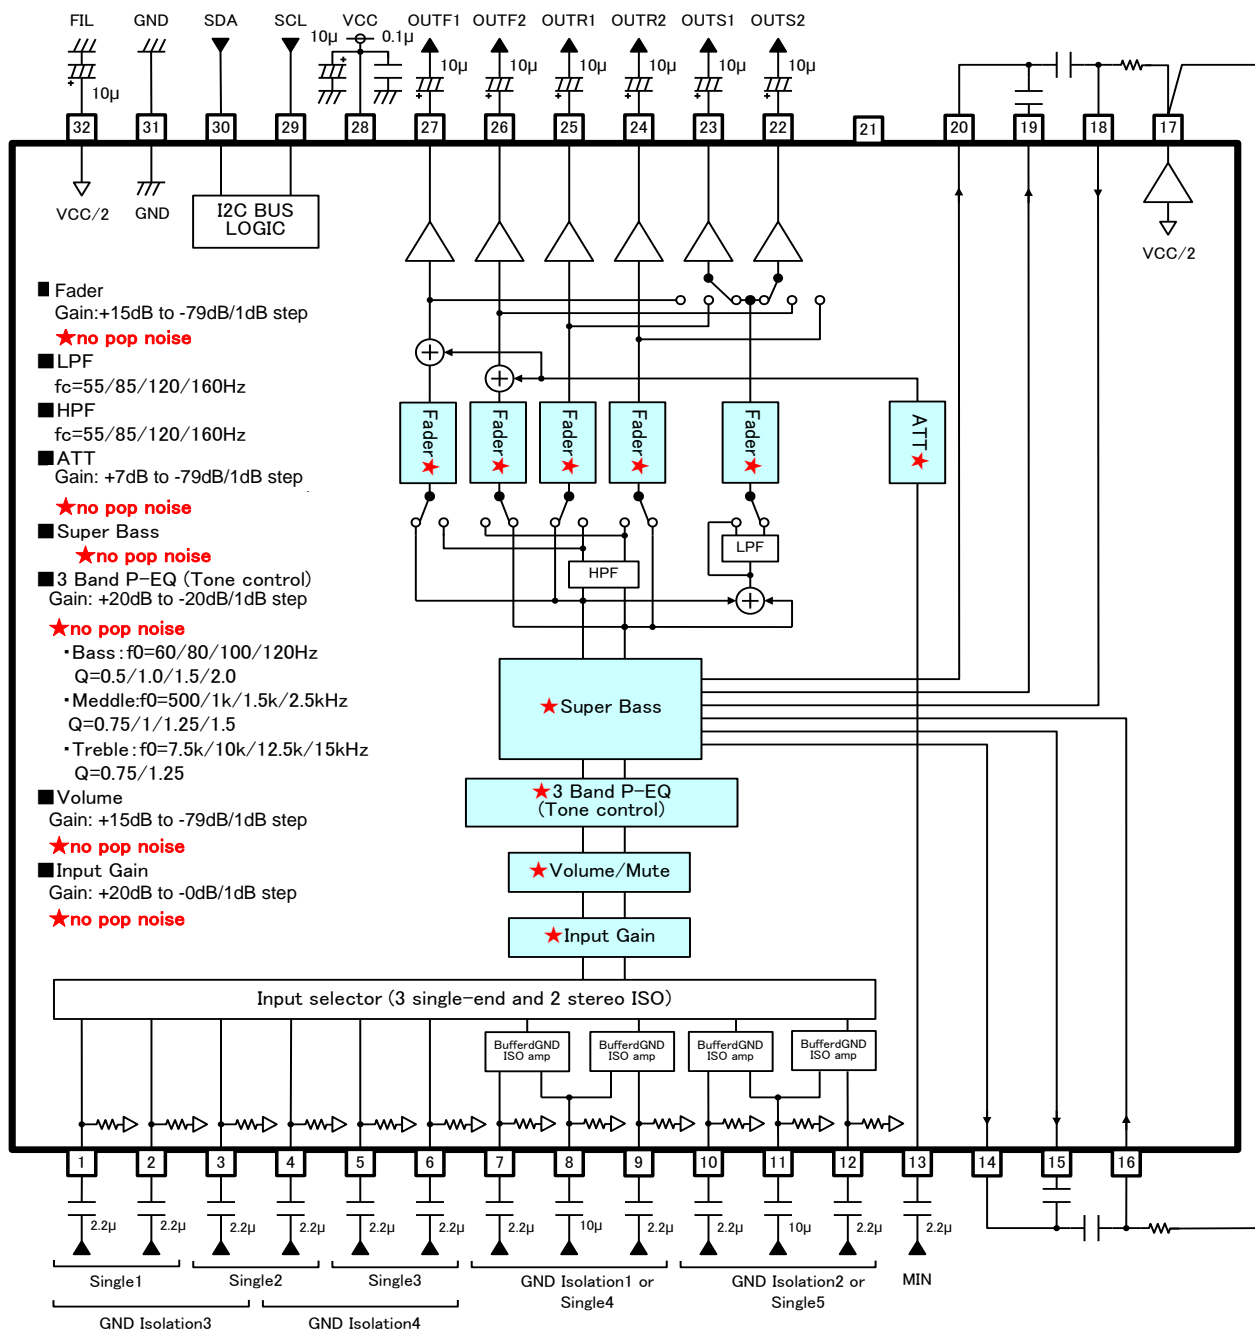 FIL GND SDA SCL VCC OUTF1 OUTF2 OUTR1 OUTR2 OUTS1 OUTS2
10μ 0.1μ
10μ 10μ 10μ 10μ 10μ 10μ
10μ
32 31 30 29 28 27 26 25 24 23 22 21 20 19 18 17
VCC/2 GND
I2C BUS
LOGIC
VCC/2
■ Fader
Gain:+15dB to -79dB/1dB step
★no pop noise
■LPF
fc=55/85/120/160Hz
■HPF
fc=55/85/120/160Hz
■ATT
Gain: +7dB to -79dB/1dB step
★no pop noise
■Super Bass
★no pop noise
■3 Band P-EQ (Tone control)
Gain: +20dB to -20dB/1dB step
★no pop noise
・Bass:f0=60/80/100/120Hz
Q=0.5/1.0/1.5/2.0
・Meddle:f0=500/1k/1.5k/2.5kHz
Q=0.75/1/1.25/1.5
・Treble:f0=7.5k/10k/12.5k/15kHz
Q=0.75/1.25
■Volume
Gain: +15dB to -79dB/1dB step
★no pop noise
■Input Gain
Gain: +20dB to -0dB/1dB step
★no pop noise
Fader★ Fader★ Fader★ Fader★ Fader★ ATT★
LPF
HPF
★Super Bass
★3 Band P-EQ
(Tone control)
★Volume/Mute
★Input Gain
Input selector (3 single-end and 2 stereo ISO)
BufferdGND
ISO amp
BufferdGND
ISO amp
BufferdGND
ISO amp
BufferdGND
ISO amp
1 2 3 4 5 6 7 8 9 10 11 12 13 14 15 16
2.2μ 2.2μ 2.2μ 2.2μ 2.2μ 2.2μ 2.2μ 10μ 2.2μ 2.2μ 10μ 2.2μ 2.2μ
Single1 Single2 Single3
GND Isolation1 or
Single4
GND Isolation2 or
Single5
MIN
GND Isolation3 GND Isolation4